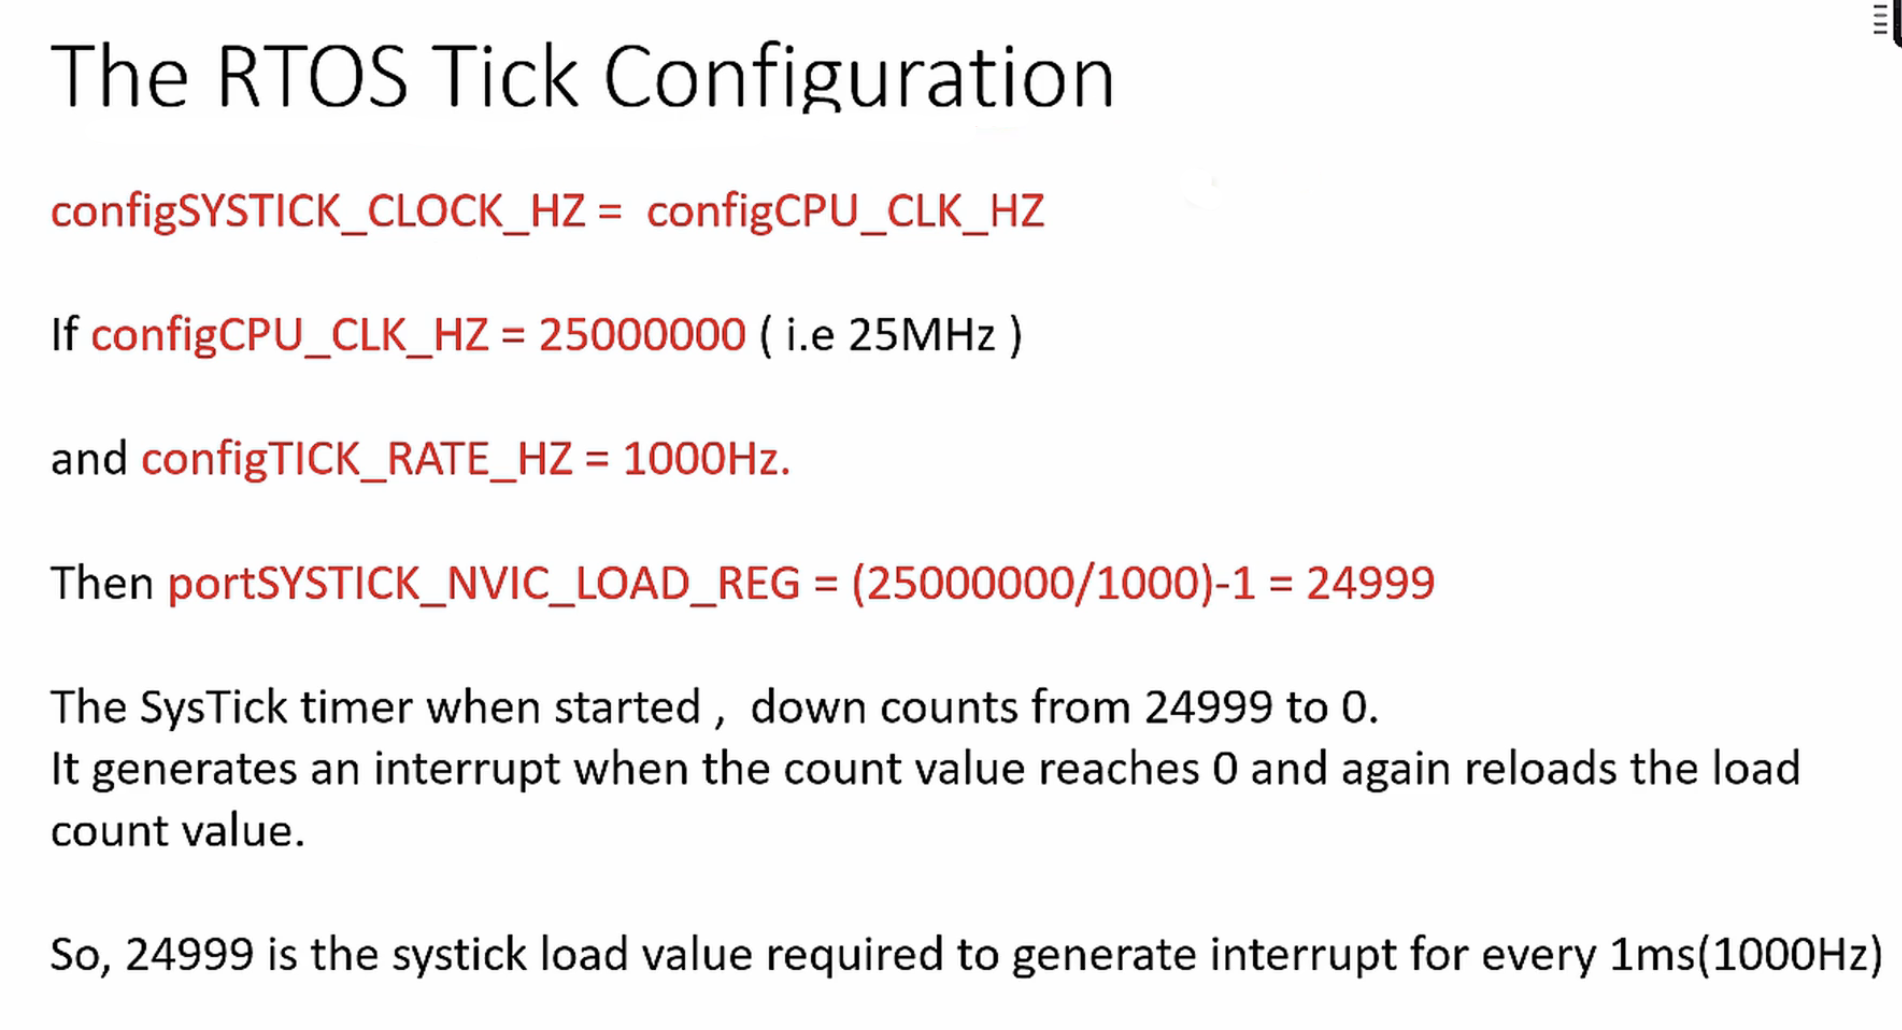 The RTOS Tick Configuration
configSYSTICK_CLOCK_HZ = configCPU_CLK_HZ
If configCPU_CLK_HZ = 25000000 ( i.e 25MHz )
and configTICK_RATE_HZ = 1000Hz.
Then portSYSTICK_NVIC_LOAD_REG = (25000000/1000)-1 = 24999
The SysTick timer when started , down counts from 24999 to 0.
It generates an interrupt when the count value reaches 0 and again reloads the load
count value.
So, 24999 is the systick load value required to generate interrupt for every 1ms(1000Hz)